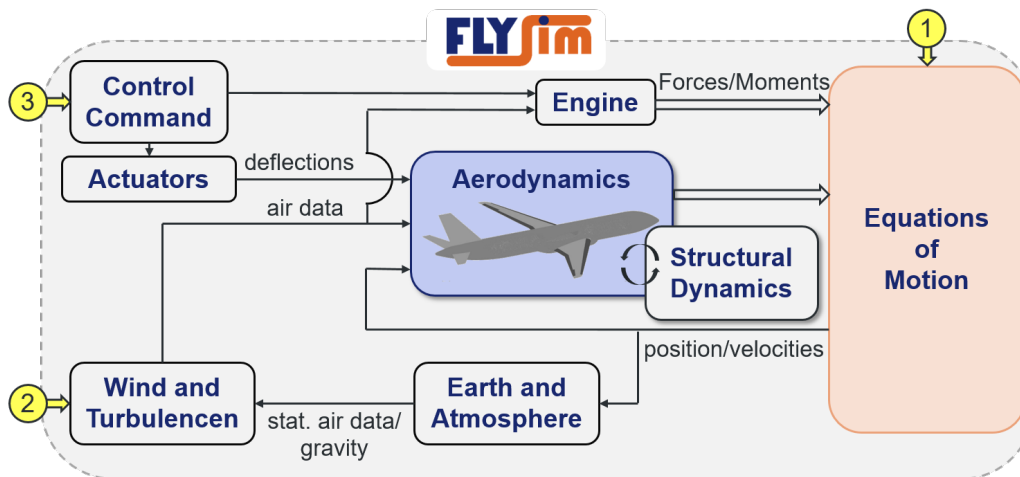 FLYSim
1
3
Control
Command
Engine
Forces/Moments
Actuators
deflections
air data
Aerodynamics
Structural
Dynamics
Equations
of
Motion
position/velocities
2
Wind and
Turbulencen
stat. air data/
gravity
Earth and
Atmosphere